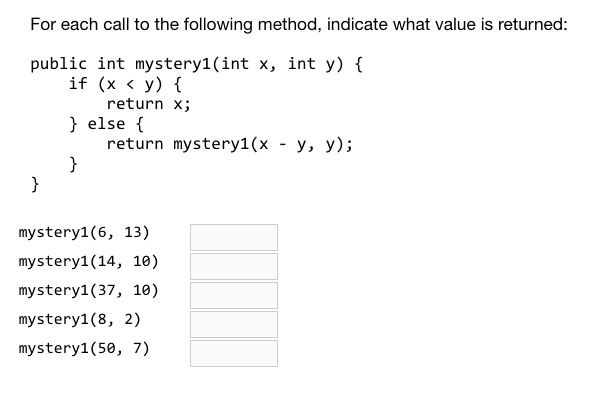 For each call to the following method, indicate what value is returned:
public int mystery1(int x, int y) {
    if (x < y) {
        return x;
    } else {
        return mystery1(x - y, y);
    }
}
mystery1(6, 13)
mystery1(14, 10)
mystery1(37, 10)
mystery1(8, 2)
mystery1(50, 7)